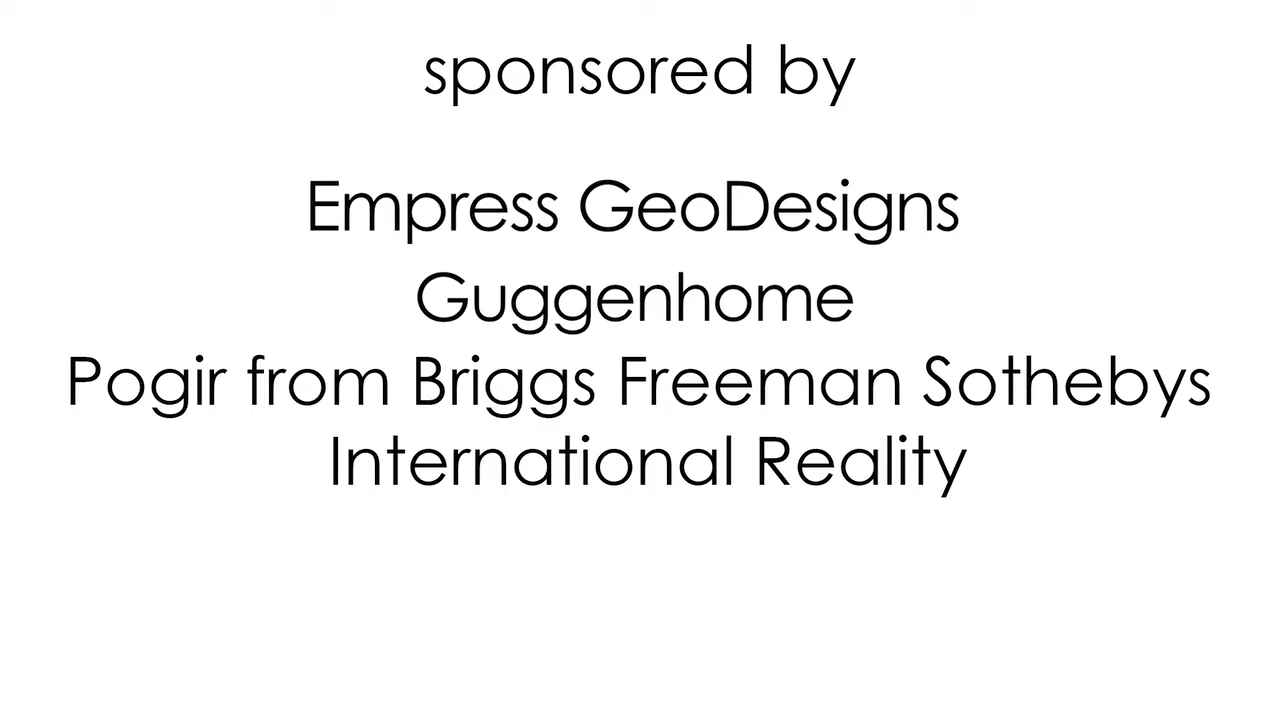 sponsored by
Empress GeoDesigns
Guggenhome
Pogir from Briggs Freeman Sothebys
International Reality